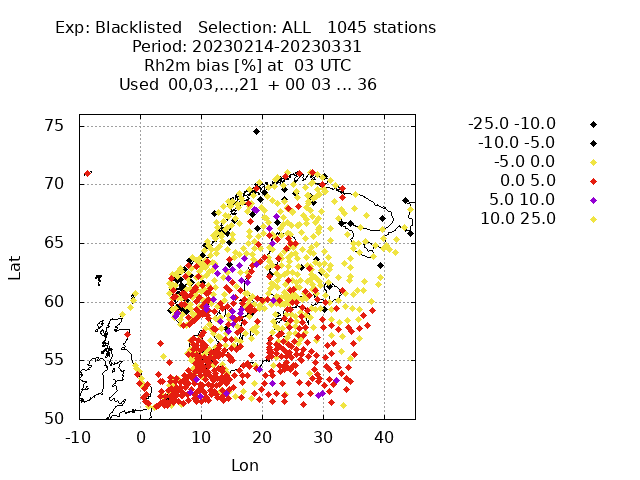 Exp: Blacklisted   Selection: ALL   1045 stations
Period: 20230214-20230331
Rh2m bias [%] at  03 UTC
Used  00,03,...,21  + 00 03 ... 36
-25.0 -10.0
-10.0 -5.0
-5.0 0.0
0.0 5.0
5.0 10.0
10.0 25.0
75
70
65
60
55
50
Lat
-10 0 10 20 30 40
Lon